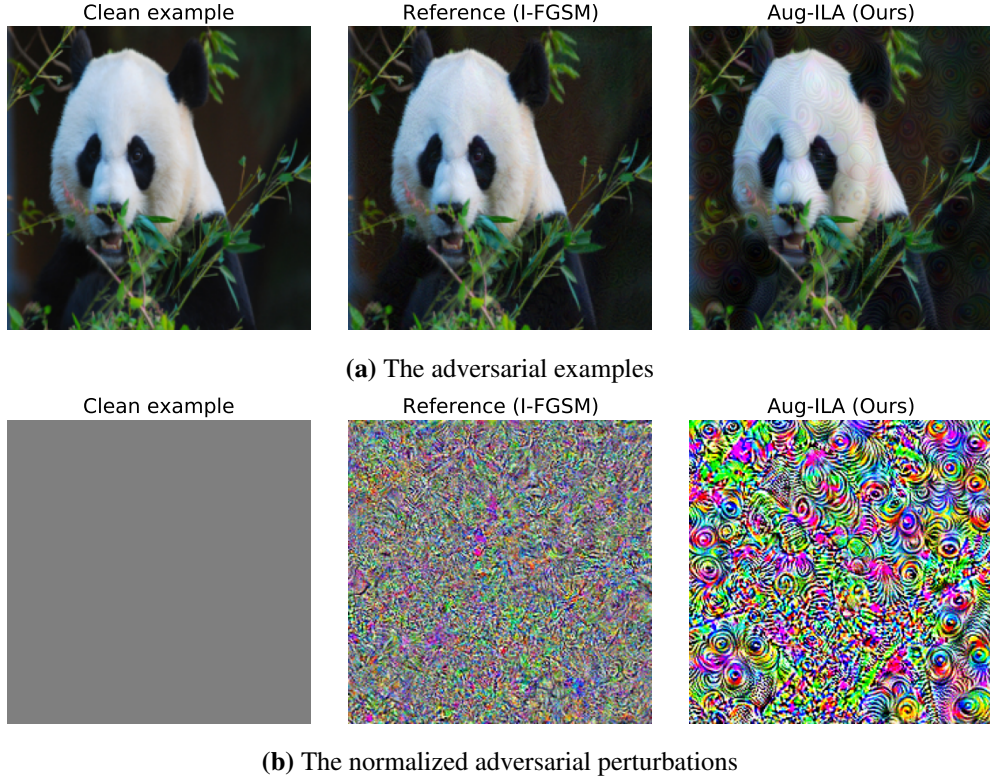 Clean example
Reference (I-FGSM)
Aug-ILA (Ours)
(a) The adversarial examples
Clean example
Reference (I-FGSM)
Aug-ILA (Ours)
(b) The normalized adversarial perturbations